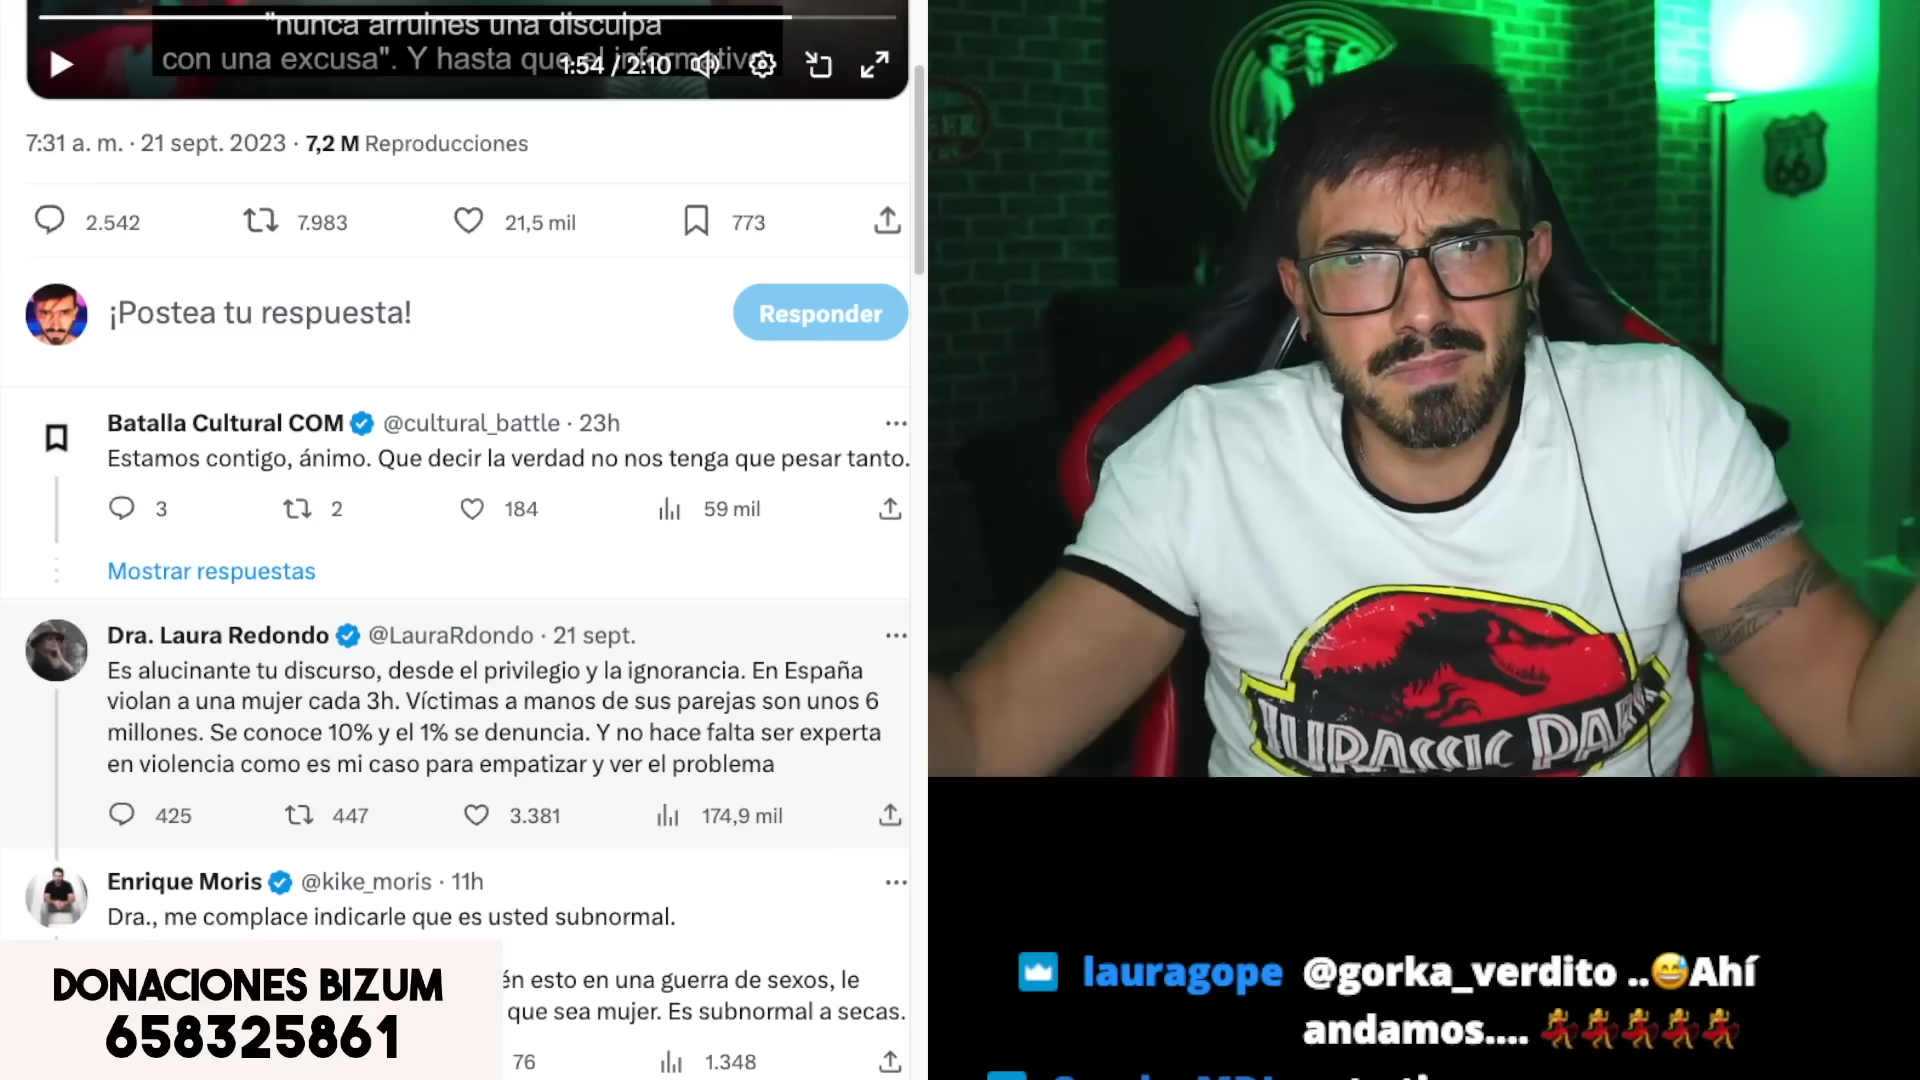 "nunca arruines una disculpa
con una excusa". Y hasta que el informativo
1:54 / 2:10
7:31 a. m. · 21 sept. 2023 · 7,2 M Reproducciones
2.542 7.983 21,5 mil 773
¡Postea tu respuesta!
Responder
Batalla Cultural COM @cultural_battle · 23h
Estamos contigo, ánimo. Que decir la verdad no nos tenga que pesar tanto.
3 2 184 59 mil
Mostrar respuestas
Dra. Laura Redondo @LauraRdondo · 21 sept.
Es alucinante tu discurso, desde el privilegio y la ignorancia. En España
violan a una mujer cada 3h. Víctimas a manos de sus parejas son unos 6
millones. Se conoce 10% y el 1% se denuncia. Y no hace falta ser experta
en violencia como es mi caso para empatizar y ver el problema
425 447 3.381 174,9 mil
Enrique Moris @kike_moris · 11h
Dra., me complace indicarle que es usted subnormal.
esto en una guerra de sexos, le
que sea mujer. Es subnormal a secas.
76 1.348
DONACIONES BIZUM
658325861
66
JURASSIC PARK
lauragope @gorka_verdito ..😅Ahí
andamos.... 💃💃💃💃💃